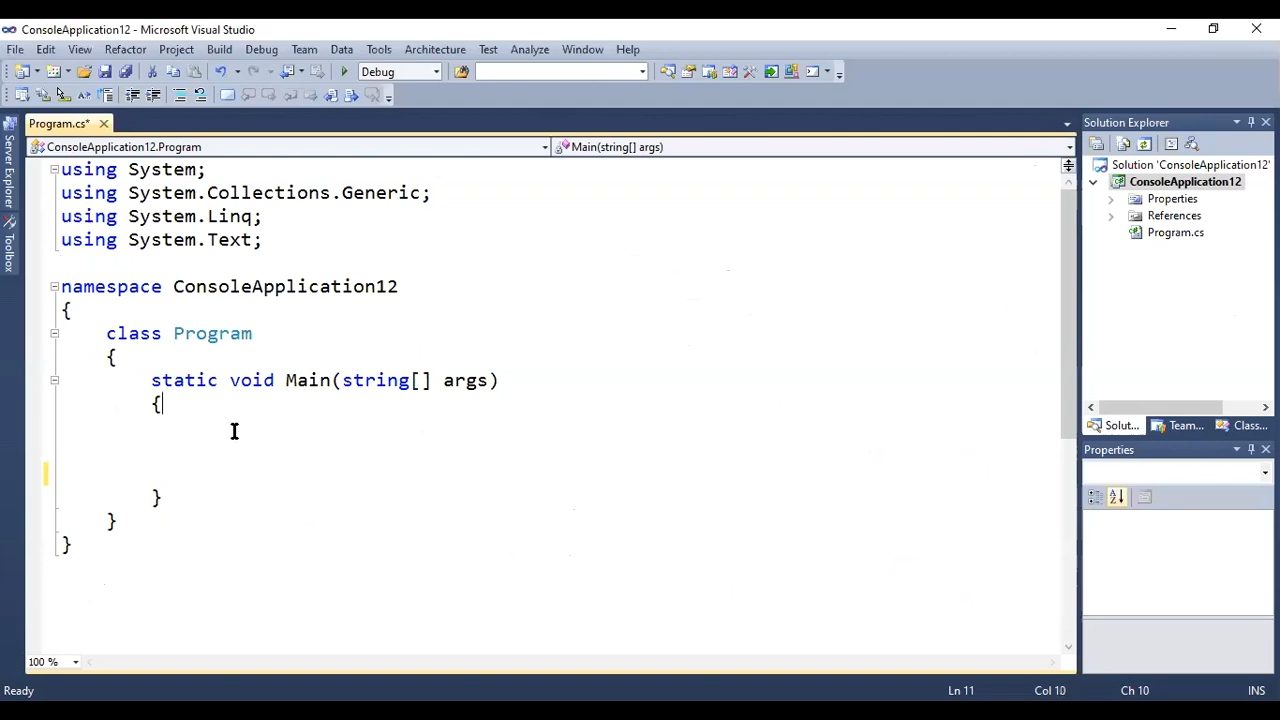 ConsoleApplication12 - Microsoft Visual Studio
File Edit View Refactor Project Build Debug Team Data Tools Architecture Test Analyze Window Help
Debug
Server Explorer
Toolbox
Program.cs*
ConsoleApplication12.Program
Main(string[] args)
using System;
using System.Collections.Generic;
using System.Linq;
using System.Text;
namespace ConsoleApplication12
{
class Program
{
static void Main(string[] args)
{
}
}
}
100 %
Solution Explorer
Solution 'ConsoleApplication12'
ConsoleApplication12
Properties
References
Program.cs
Solut... Team... Class...
Properties
Ready Ln 11 Col 10 Ch 10 INS